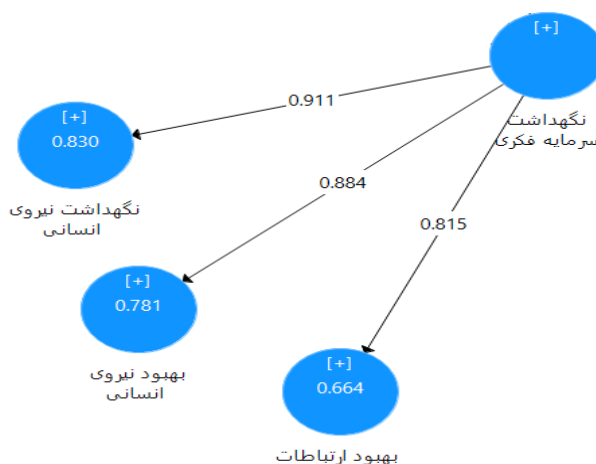 [+]
نگهداشت
سرمایه فکری
0.911
[+]
0.830
نگهداشت نیروی
انسانی
0.884
[+]
0.781
بهبود نیروی
انسانی
0.815
[+]
0.664
بهبود ارتباطات